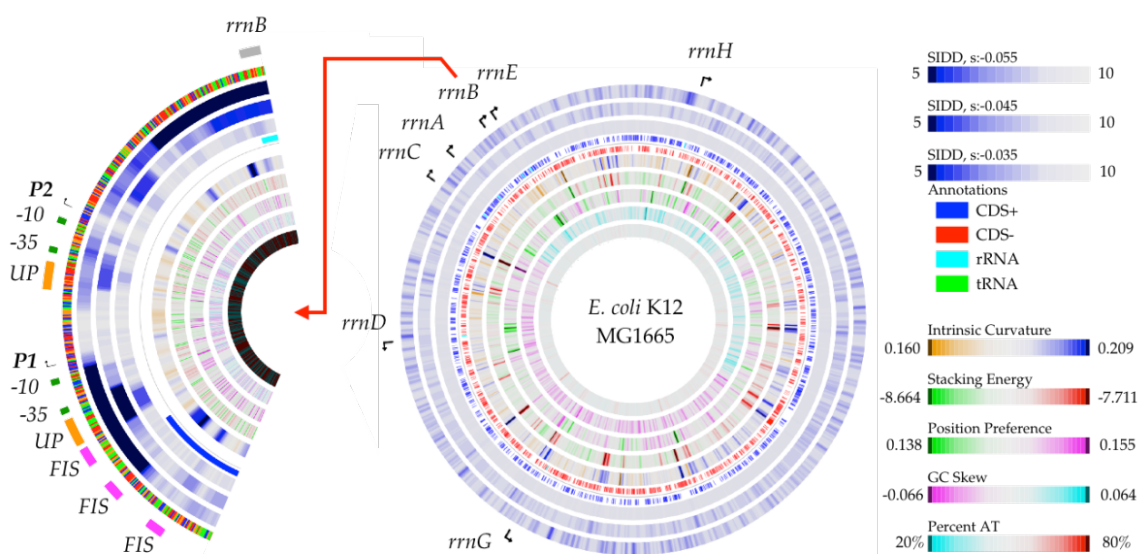 rrnB
P2
-10
-35
UP
P1
-10
-35
UP
FIS
FIS
FIS
rrnH
rrnE
rrnB
rrnA
rrnC
rrnD
rrnG
E. coli K12
MG1665
SIDD, s:-0.055
5 10
SIDD, s:-0.045
5 10
SIDD, s:-0.035
5 10
Annotations
CDS+
CDS-
rRNA
tRNA
Intrinsic Curvature
0.160 0.209
Stacking Energy
-8.664 -7.711
Position Preference
0.138 0.155
GC Skew
-0.066 0.064
Percent AT
20% 80%